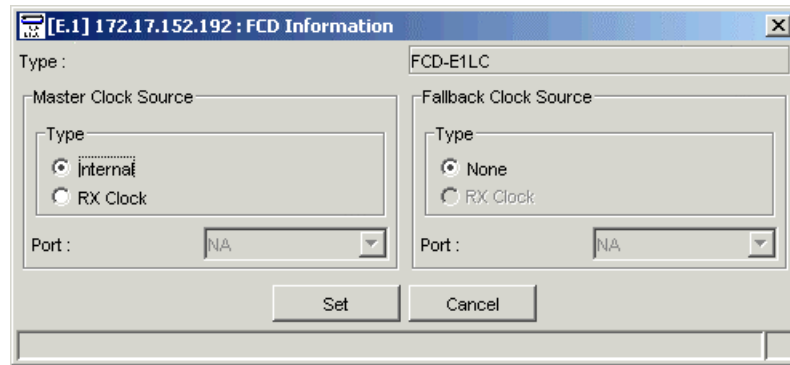 [E.1] 172.17.152.192 : FCD Information
Type : FCD-E1LC
Master Clock Source
Type
Internal
RX Clock
Port : NA
Fallback Clock Source
Type
None
RX Clock
Port : NA
Set Cancel